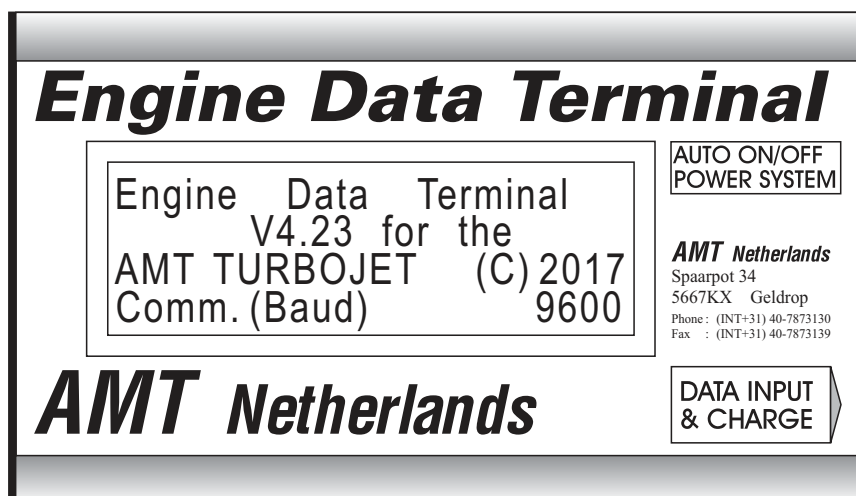 Engine Data Terminal
Engine Data Terminal
V4.23 for the
AMT TURBOJET (C) 2017
Comm. (Baud) 9600
AUTO ON/OFF
POWER SYSTEM
AMT Netherlands
Spaarpot 34
5667KX Geldrop
Phone : (INT+31) 40-7873130
Fax : (INT+31) 40-7873139
AMT Netherlands
DATA INPUT
& CHARGE